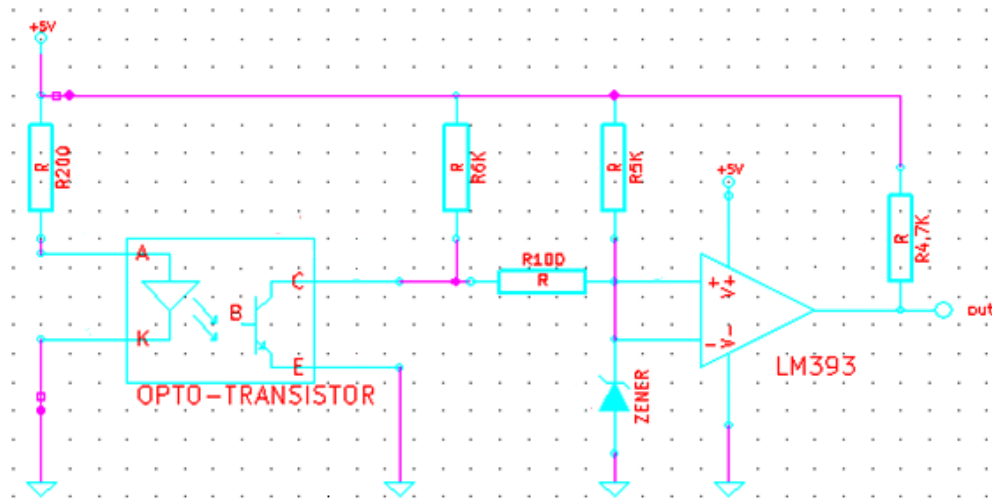 +5V
R
R200
R
R6K
R
R5K
+5V
R
R4,7K
A
C
B
K
E
R100
R
+
V+
-
V-
out
LM393
OPTO-TRANSISTOR
ZENER